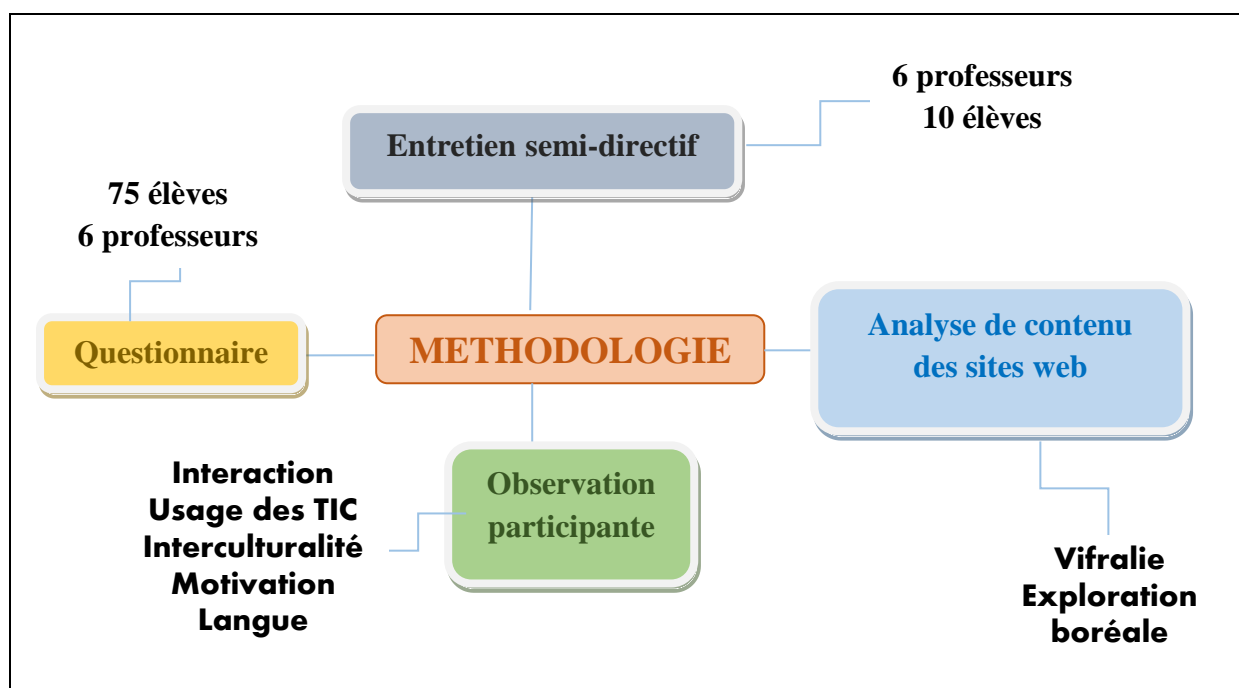 6 professeurs
10 élèves
Entretien semi-directif
75 élèves
6 professeurs
Questionnaire
METHODOLOGIE
Analyse de contenu
des sites web
Interaction
Usage des TIC
Interculturalité
Motivation
Langue
Observation
participante
Vifralie
Exploration
boréale